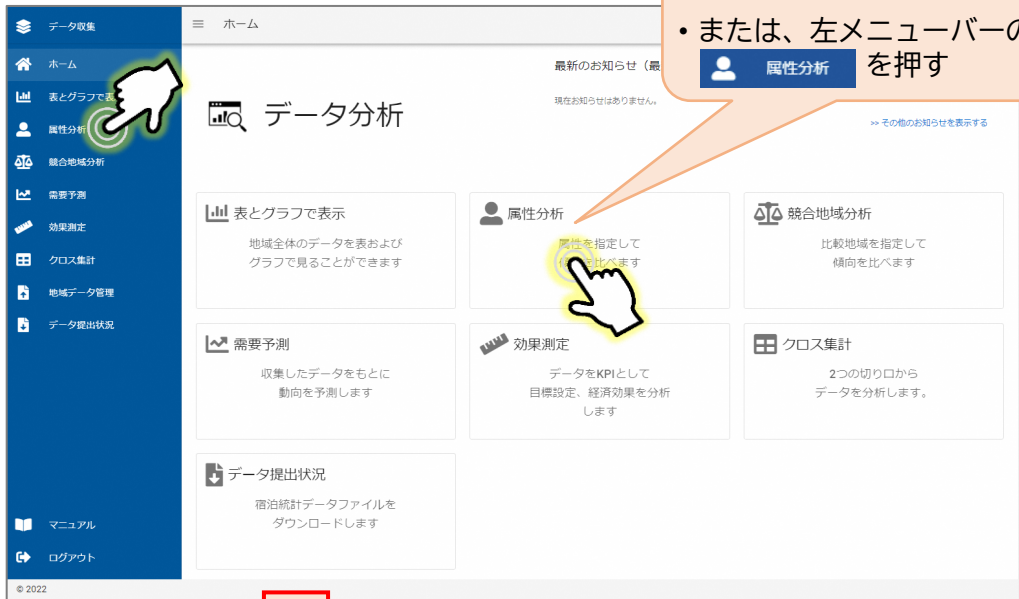 データ収集
ホーム
表とグラフで表
属性分析
競合地域分析
需要予測
効果測定
クロス集計
地域データ管理
データ提出状況
マニュアル
ログアウト
© 2022
ホーム
・または、左メニューバーの
属性分析 を押す
最新のお知らせ（最
現在お知らせはありません。
>> その他のお知らせを表示する
データ分析
表とグラフで表示
地域全体のデータを表および
グラフで見ることができます
属性分析
属性を指定して
べます
競合地域分析
比較地域を指定して
傾向を比べます
需要予測
収集したデータをもとに
動向を予測します
効果測定
データをKPIとして
目標設定、経済効果を分析
します
クロス集計
2つの切り口から
データを分析します。
データ提出状況
宿泊統計データファイルを
ダウンロードします